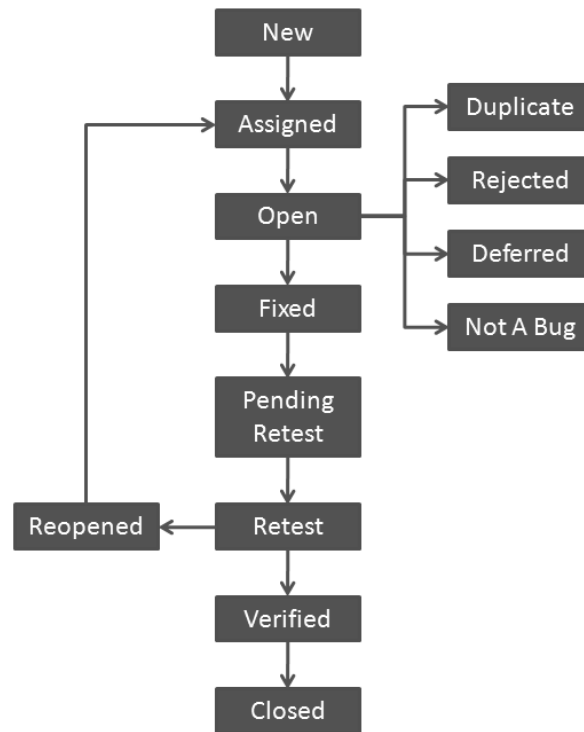 New
Assigned
Duplicate
Rejected
Open
Deferred
Fixed
Not A Bug
Pending
Retest
Reopened
Retest
Verified
Closed